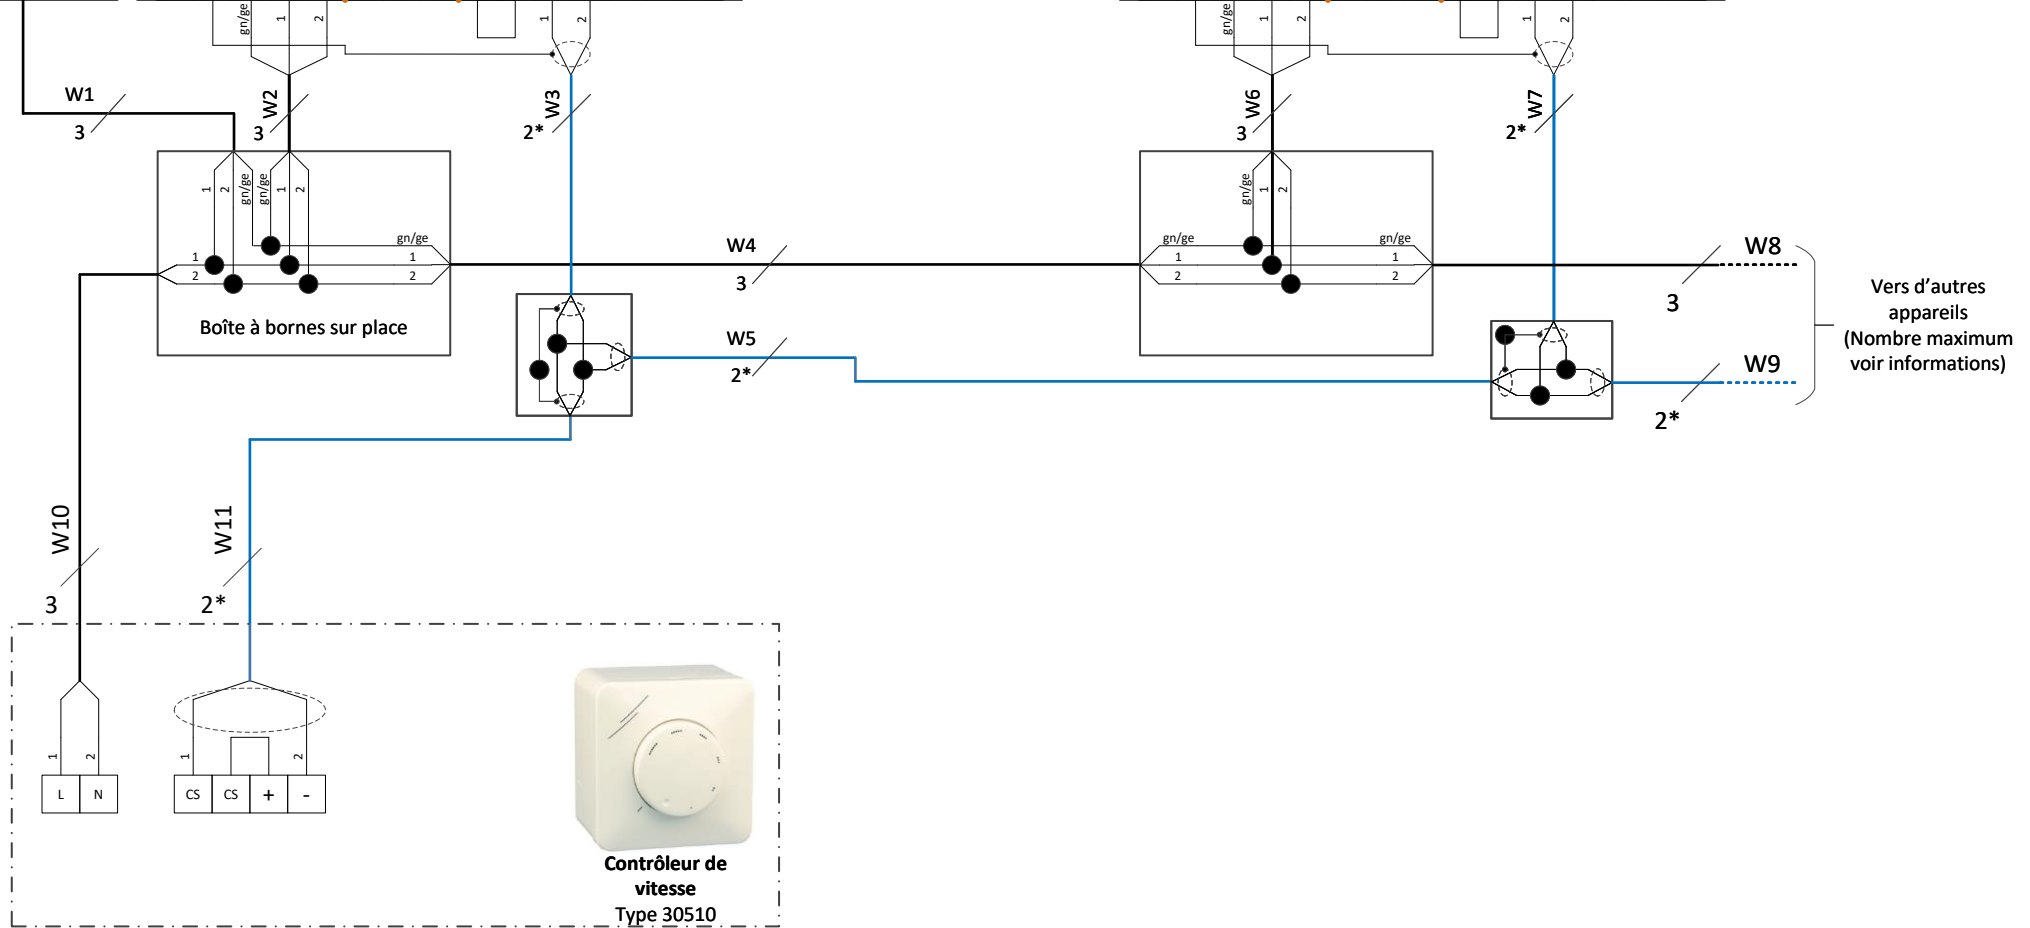 gn/ge
1
2
1
2
gn/ge
1
2
1
2
W1
3
W2
3
W3
2*
W6
3
W7
2*
1
2
gn/ge
gn/ge
1
2
gn/ge
1
1
2
2
Boîte à bornes sur place
W4
3
gn/ge
1
2
gn/ge
gn/ge
1
1
2
2
W8
3
W5
2*
W9
2*
Vers d’autres
appareils
(Nombre maximum
voir informations)
W10
3
W11
2*
1
2
1
2
L
N
CS
CS
+
-
Contrôleur de
vitesse
Type 30510